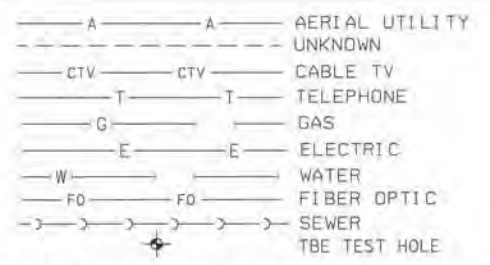 A A AERIAL UTILITY
UNKNOWN
CTV CTV CABLE TV
T T TELEPHONE
G GAS
E E ELECTRIC
W WATER
FO FO FIBER OPTIC
SEWER
TBE TEST HOLE